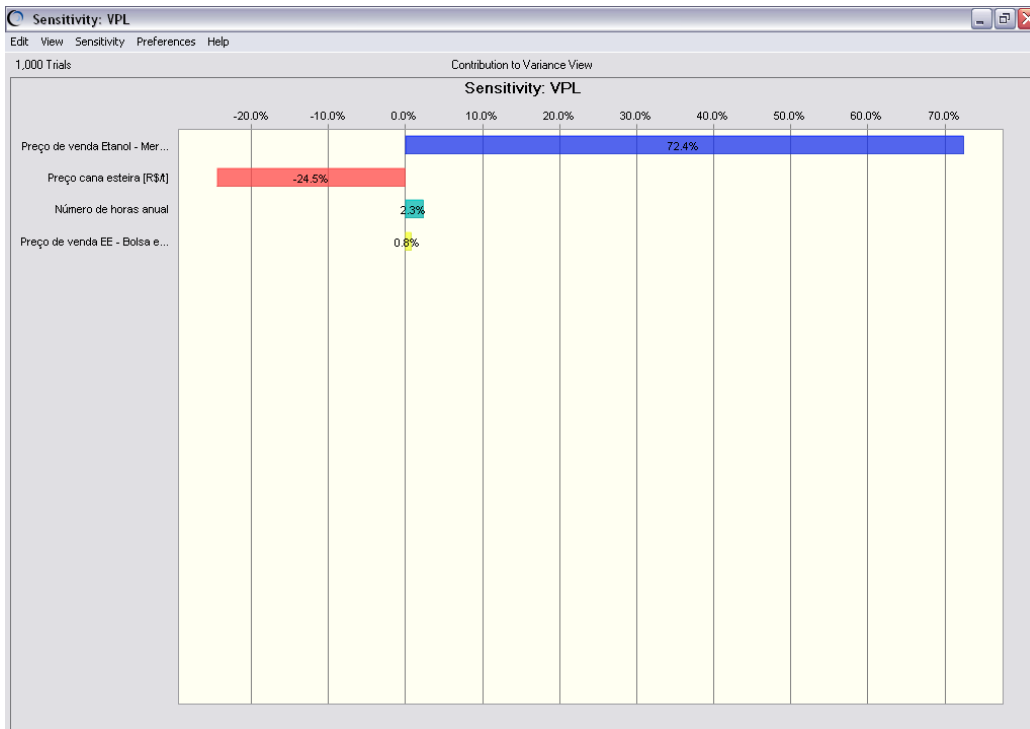 Sensitivity: VPL
Edit View Sensitivity Preferences Help
1,000 Trials Contribution to Variance View
Sensitivity: VPL
-20.0% -10.0% 0.0% 10.0% 20.0% 30.0% 40.0% 50.0% 60.0% 70.0%
Preço de venda Etanol - Mer... 72.4%
Preço cana esteira [R$/t] -24.5%
Número de horas anual 2.3%
Preço de venda EE - Bolsa e... 0.8%